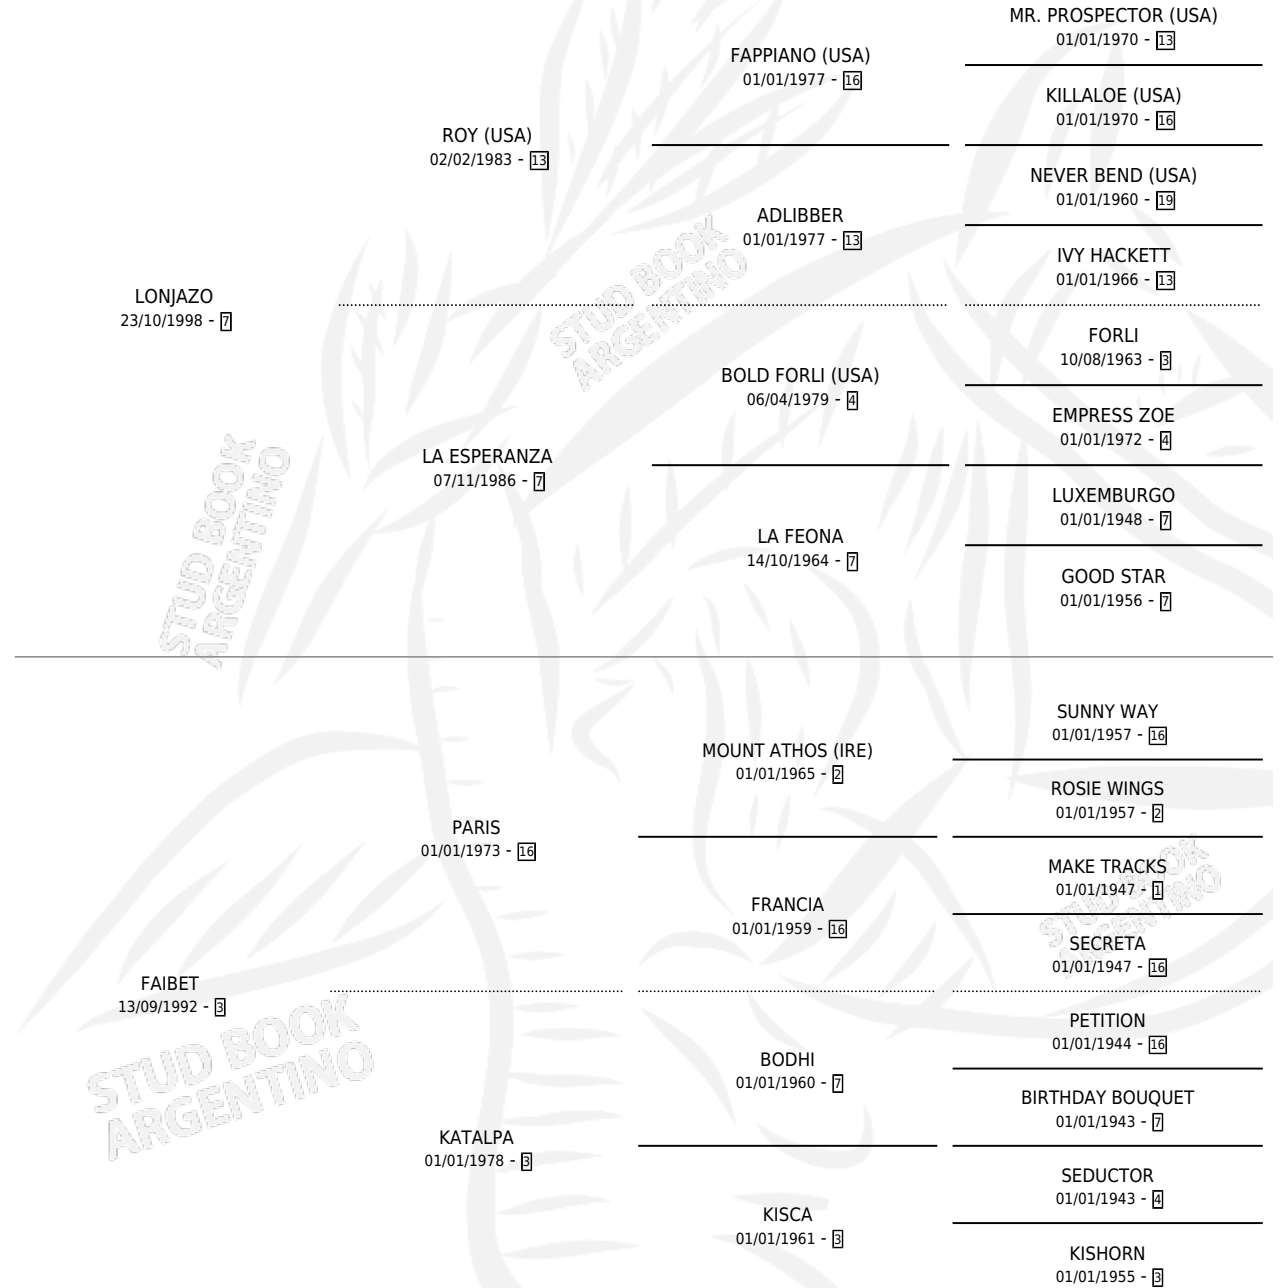 MR. PROSPECTOR (USA)
01/01/1970 - 13
FAPPIANO (USA)
01/01/1977 - 16
KILLALOE (USA)
01/01/1970 - 16
ROY (USA)
02/02/1983 - 13
NEVER BEND (USA)
01/01/1960 - 19
ADLIBBER
01/01/1977 - 13
IVY HACKETT
01/01/1966 - 13
LONJAZO
23/10/1998 - 7
FORLI
10/08/1963 - 3
BOLD FORLI (USA)
06/04/1979 - 4
EMPRESS ZOE
01/01/1972 - 4
LA ESPERANZA
07/11/1986 - 7
LUXEMBURGO
01/01/1948 - 7
LA FEONA
14/10/1964 - 7
GOOD STAR
01/01/1956 - 7
SUNNY WAY
01/01/1957 - 16
MOUNT ATHOS (IRE)
01/01/1965 - 2
ROSIE WINGS
01/01/1957 - 2
PARIS
01/01/1973 - 16
MAKE TRACKS
01/01/1947 - 1
FRANCIA
01/01/1959 - 16
SECRETA
01/01/1947 - 16
FAIBET
13/09/1992 - 3
PETITION
01/01/1944 - 16
BODHI
01/01/1960 - 7
BIRTHDAY BOUQUET
01/01/1943 - 7
KATALPA
01/01/1978 - 3
SEDUCTOR
01/01/1943 - 4
KISCA
01/01/1961 - 3
KISHORN
01/01/1955 - 3
STUD BOOK
ARGENTINO
STUD BOOK
ARGENTINO
STUD BOOK
ARGENTINO
STUD BOOK
ARGENTINO